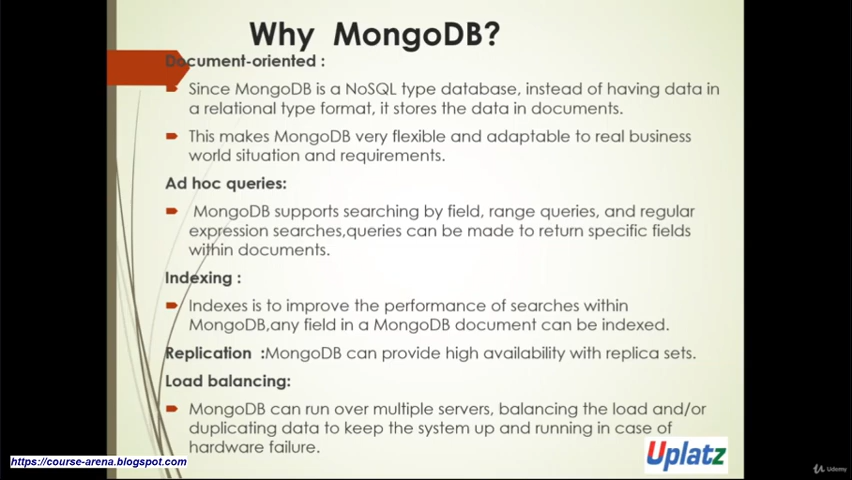 Why MongoDB?
Document-oriented :
Since MongoDB is a NoSQL type database, instead of having data in
a relational type format, it stores the data in documents.
This makes MongoDB very flexible and adaptable to real business
world situation and requirements.
Ad hoc queries:
MongoDB supports searching by field, range queries, and regular
expression searches,queries can be made to return specific fields
within documents.
Indexing :
Indexes is to improve the performance of searches within
MongoDB,any field in a MongoDB document can be indexed.
Replication :MongoDB can provide high availability with replica sets.
Load balancing:
MongoDB can run over multiple servers, balancing the load and/or
duplicating data to keep the system up and running in case of
hardware failure.
https://course-arena.blogspot.com
Uplatz
Udemy